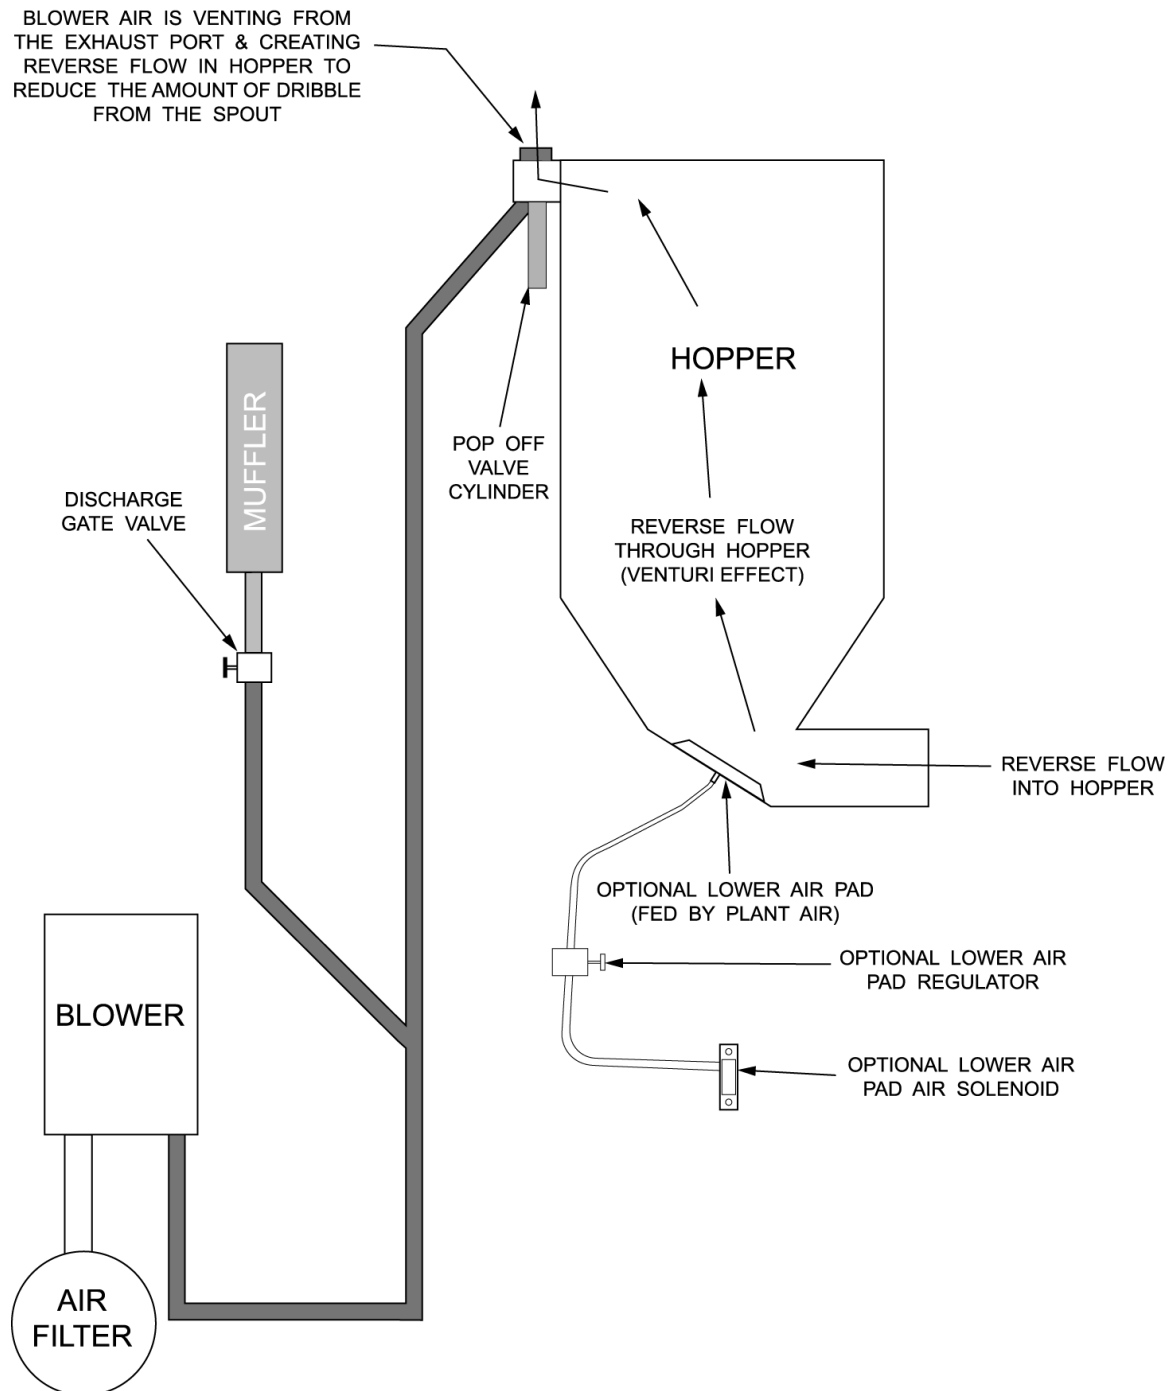 BLOWER AIR IS VENTING FROM
THE EXHAUST PORT & CREATING
REVERSE FLOW IN HOPPER TO
REDUCE THE AMOUNT OF DRIBBLE
FROM THE SPOUT
HOPPER
MUFFLER
POP OFF
VALVE
CYLINDER
DISCHARGE
GATE VALVE
REVERSE FLOW
THROUGH HOPPER
(VENTURI EFFECT)
REVERSE FLOW
INTO HOPPER
OPTIONAL LOWER AIR PAD
(FED BY PLANT AIR)
OPTIONAL LOWER AIR
PAD REGULATOR
BLOWER
OPTIONAL LOWER AIR
PAD AIR SOLENOID
AIR
FILTER